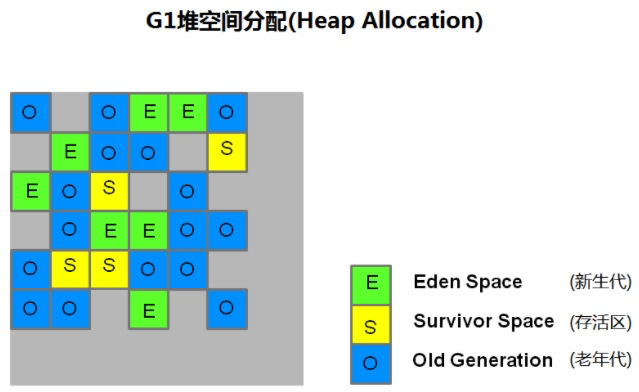 G1堆空间分配(Heap Allocation)
O O E E O
E O O S
E O S O
O E E O O
O S S O O
O O E O
E Eden Space (新生代)
S Survivor Space (存活区)
O Old Generation (老年代)